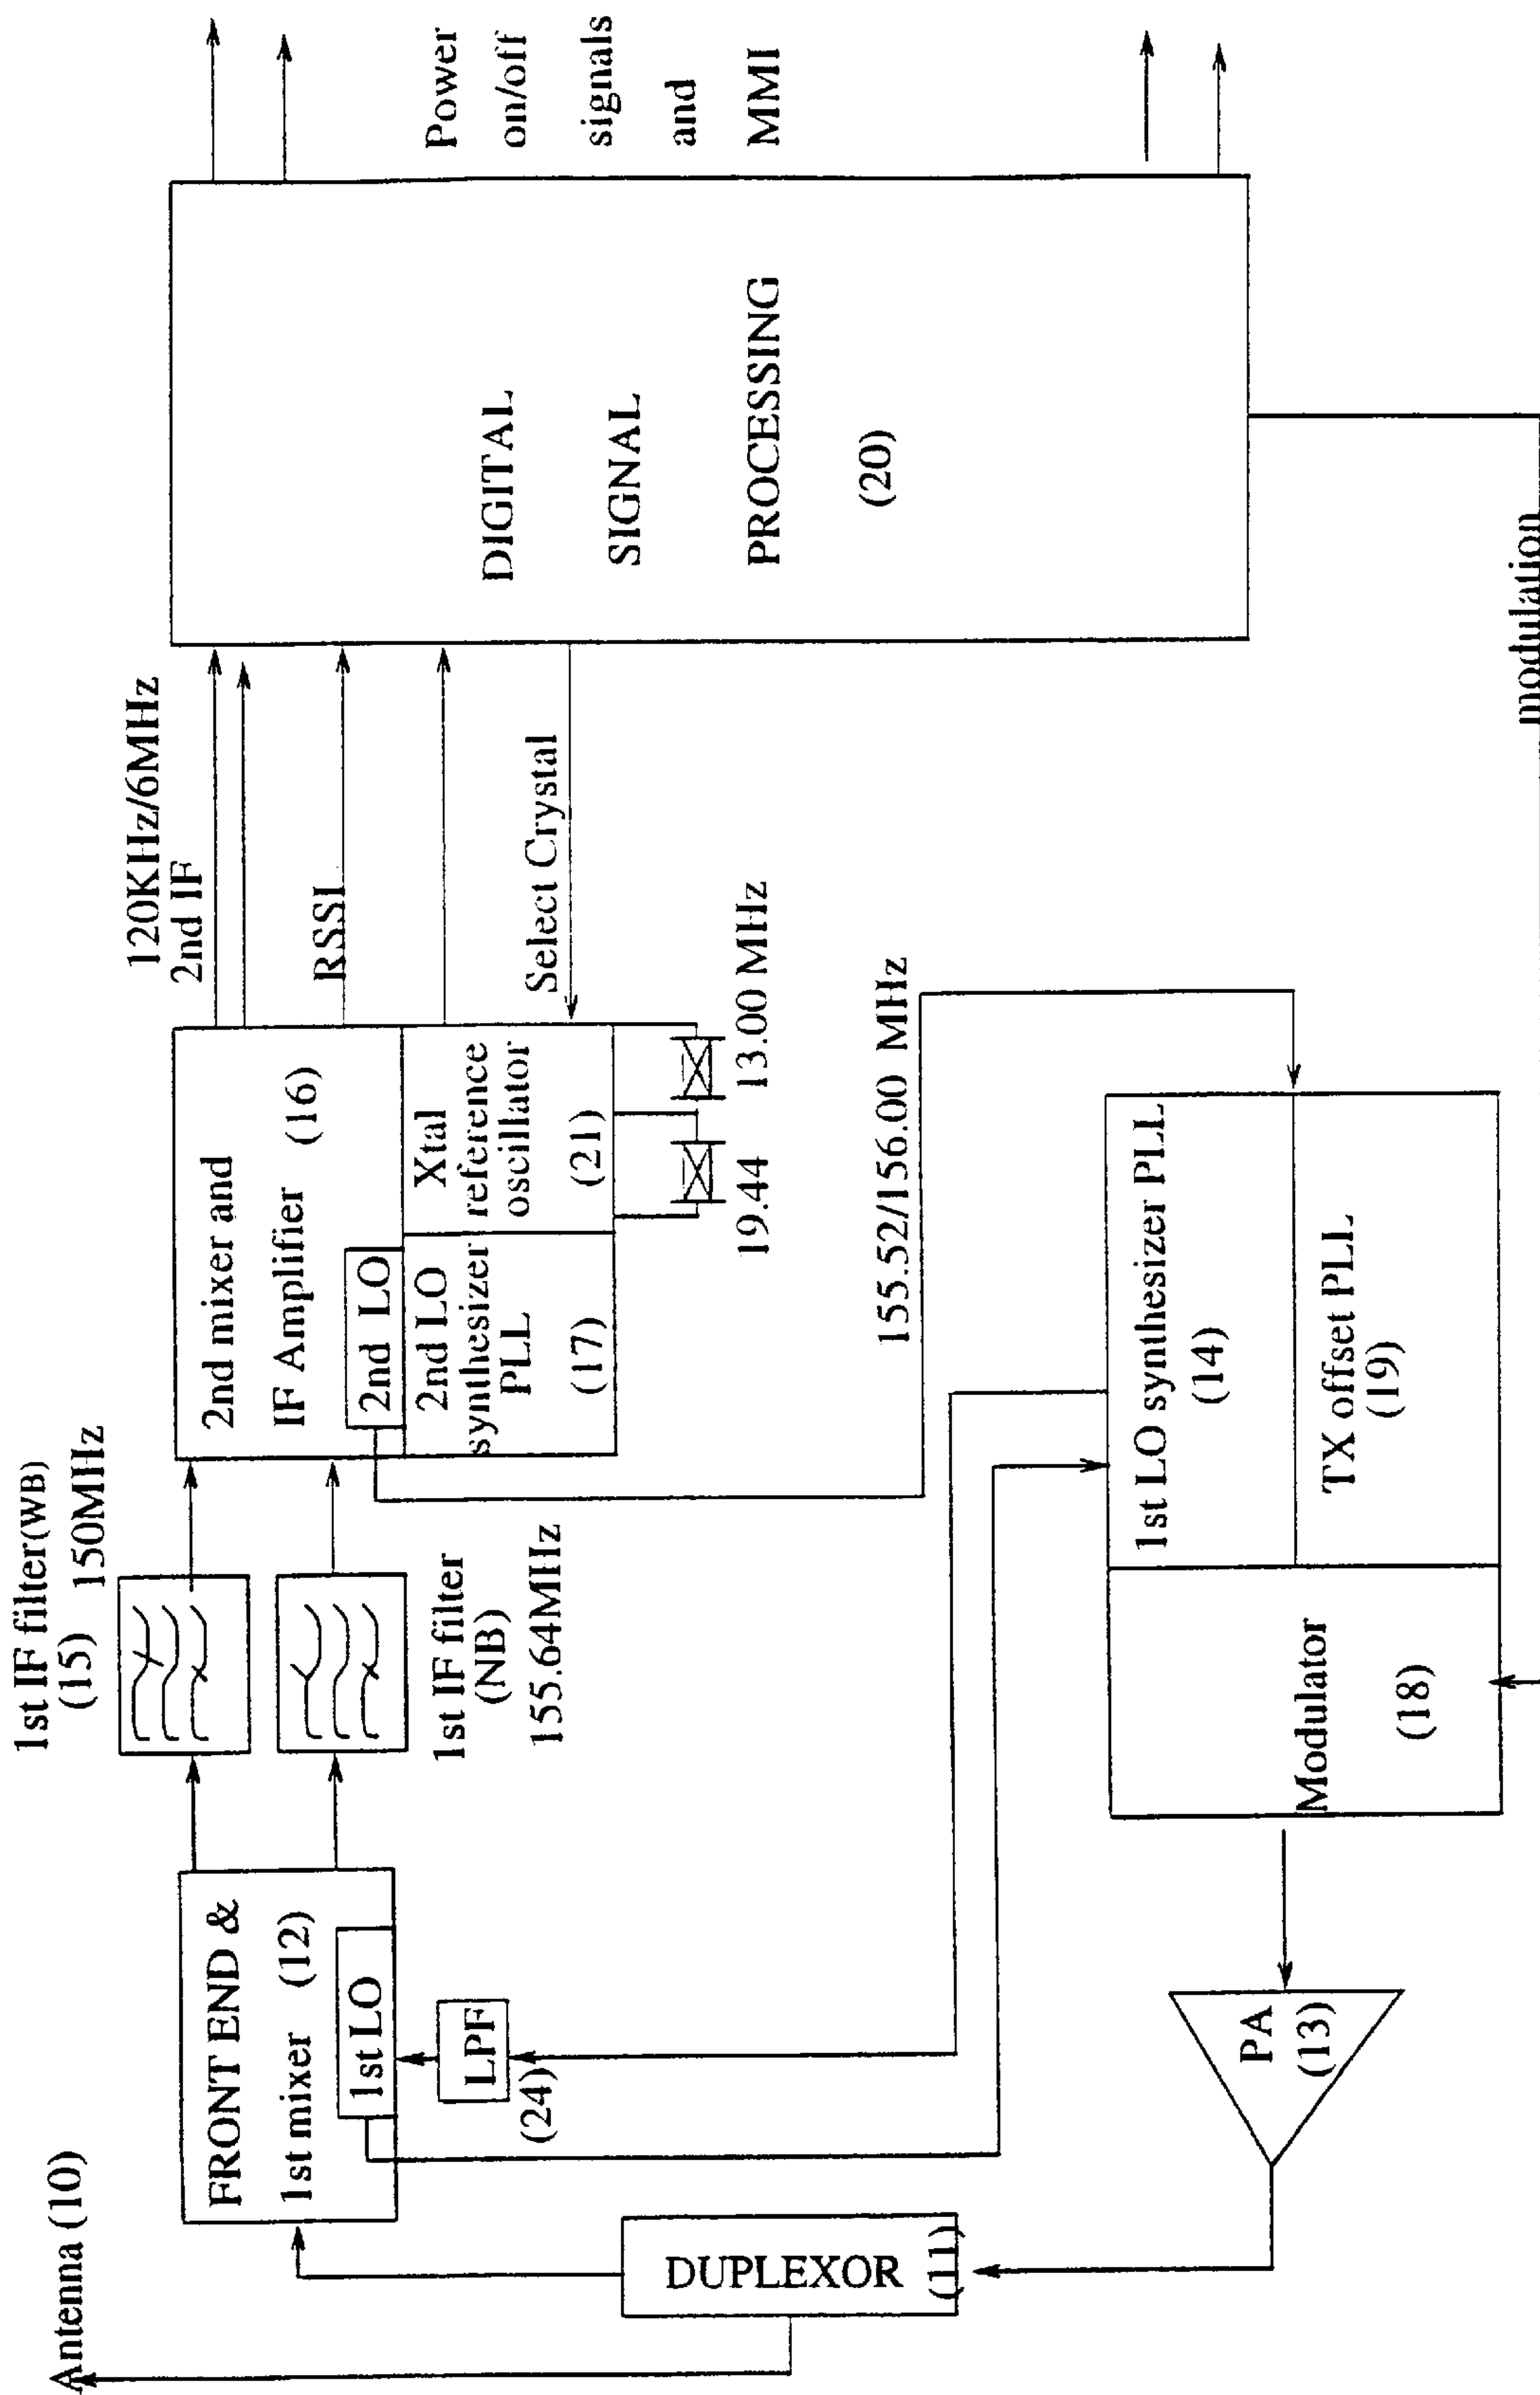 Antenna (10)
DUPLEXOR
(11)
FRONT END &
1st mixer (12)
1st LO
LPF
(24)
1st IF filter(WB)
(15) 150MHz
1st IF filter
(NB)
155.64MHz
2nd mixer and
IF Amplifier (16)
2nd LO
2nd LO
synthesizer
PLL
(17)
Xtal
reference
oscillator
(21)
19.44
13.00 MHz
120KHz/6MHz
2nd IF
RSSI
Select Crystal
DIGITAL
SIGNAL
PROCESSING
(20)
Power
on/off
signals
and
MMI
155.52/156.00 MHz
1st LO synthesizer PLL
(14)
TX offset PLL
(19)
Modulator
(18)
PA
(13)
modulation